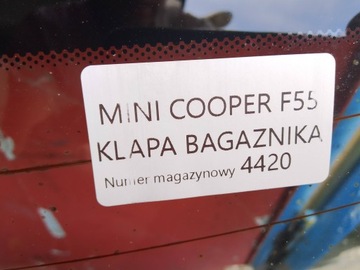 MINI COOPER F55
KLAPA BAGAZNIKA
Numer magazynowy 4420